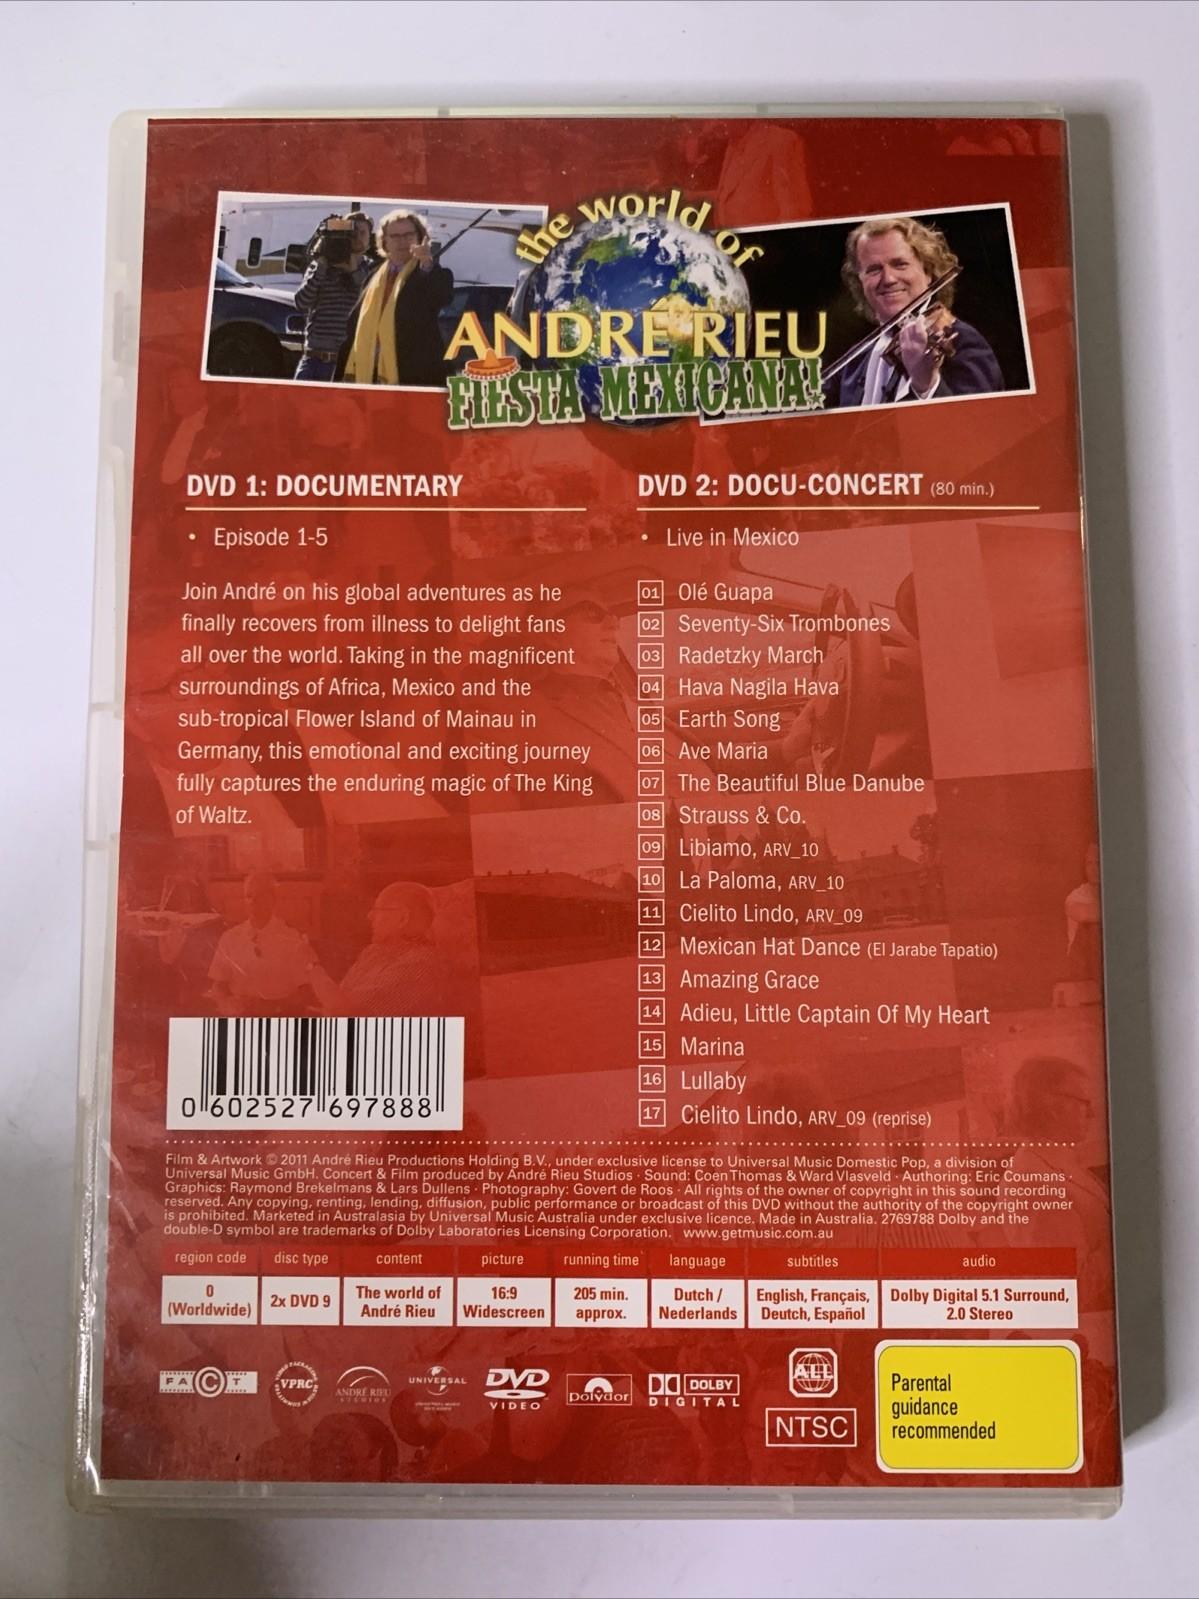 the world of
ANDRÉ RIEU
FIESTA MEXICANA!
DVD 1: DOCUMENTARY
• Episode 1-5
Join André on his global adventures as he
finally recovers from illness to delight fans
all over the world. Taking in the magnificent
surroundings of Africa, Mexico and the
sub-tropical Flower Island of Mainau in
Germany, this emotional and exciting journey
fully captures the enduring magic of The King
of Waltz.
DVD 2: DOCU-CONCERT (80 min.)
• Live in Mexico
01 Olé Guapa
02 Seventy-Six Trombones
03 Radetzky March
04 Hava Nagila Hava
05 Earth Song
06 Ave Maria
07 The Beautiful Blue Danube
08 Strauss & Co.
09 Libiamo, ARV_10
10 La Paloma, ARV_10
11 Cielito Lindo, ARV_09
12 Mexican Hat Dance (El Jarabe Tapatio)
13 Amazing Grace
14 Adieu, Little Captain Of My Heart
15 Marina
16 Lullaby
17 Cielito Lindo, ARV_09 (reprise)
0 602527 697888
Film & Artwork © 2011 André Rieu Productions Holding B.V., under exclusive license to Universal Music Domestic Pop, a division of
Universal Music GmbH. Concert & Film produced by André Rieu Studios · Sound: Coen Thomas & Ward Vlasveld · Authoring: Eric Coumans ·
Graphics: Raymond Brekelmans & Lars Dullens · Photography: Govert de Roos · All rights of the owner of copyright in this sound recording
reserved. Any copying, renting, lending, diffusion, public performance or broadcast of this DVD without the authority of the copyright owner
is prohibited. Marketed in Australasia by Universal Music Australia under exclusive licence. Made in Australia. 2769788 Dolby and the
double-D symbol are trademarks of Dolby Laboratories Licensing Corporation. www.getmusic.com.au
region code disc type content picture running time language subtitles audio
0 (Worldwide)
2x DVD 9
The world of André Rieu
16:9 Widescreen
205 min. approx.
Dutch / Nederlands
English, Français, Deutch, Español
Dolby Digital 5.1 Surround, 2.0 Stereo
FACT
VPRC
ANDRÉ RIEU
STUDIOS
UNIVERSAL
DVD
VIDEO
polydor
DOLBY
DIGITAL
ALL
NTSC
Parental
guidance
recommended